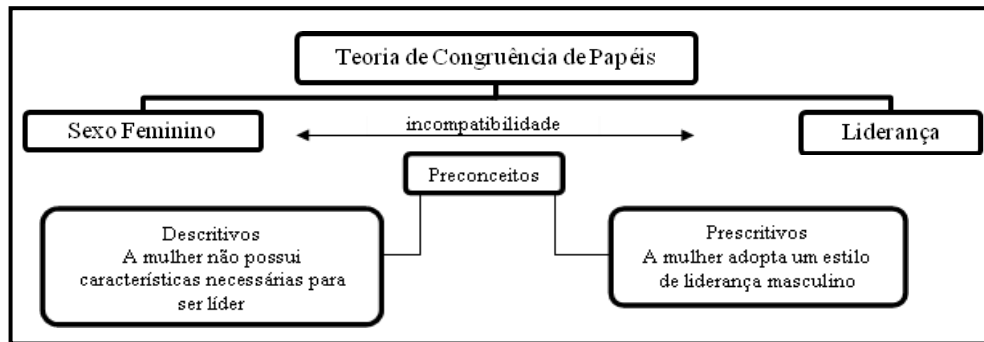 Teoria de Congruência de Papéis
Sexo Feminino
incompatibilidade
Liderança
Preconceitos
Descritivos
A mulher não possui
características necessárias para
ser líder
Prescritivos
A mulher adopta um estilo
de liderança masculino